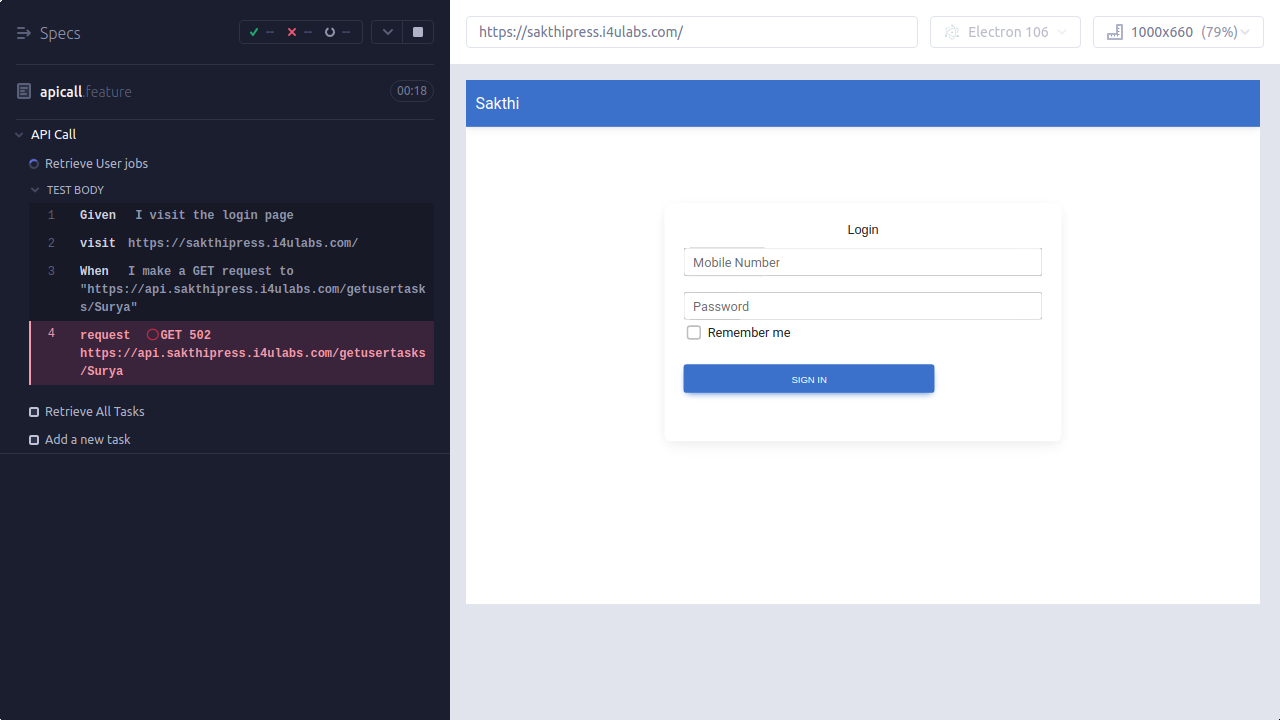 Specs
--
--
--
https://sakthipress.i4ulabs.com/
Electron 106
1000x660 (79%)
apicall.feature
00:18
API Call
Retrieve User jobs
TEST BODY
1 Given I visit the login page
2 visit https://sakthipress.i4ulabs.com/
3 When I make a GET request to
"https://api.sakthipress.i4ulabs.com/getusertask
s/Surya"
4 request GET 502
https://api.sakthipress.i4ulabs.com/getusertasks
/Surya
Retrieve All Tasks
Add a new task
Sakthi
Login
Mobile Number
Password
Remember me
SIGN IN